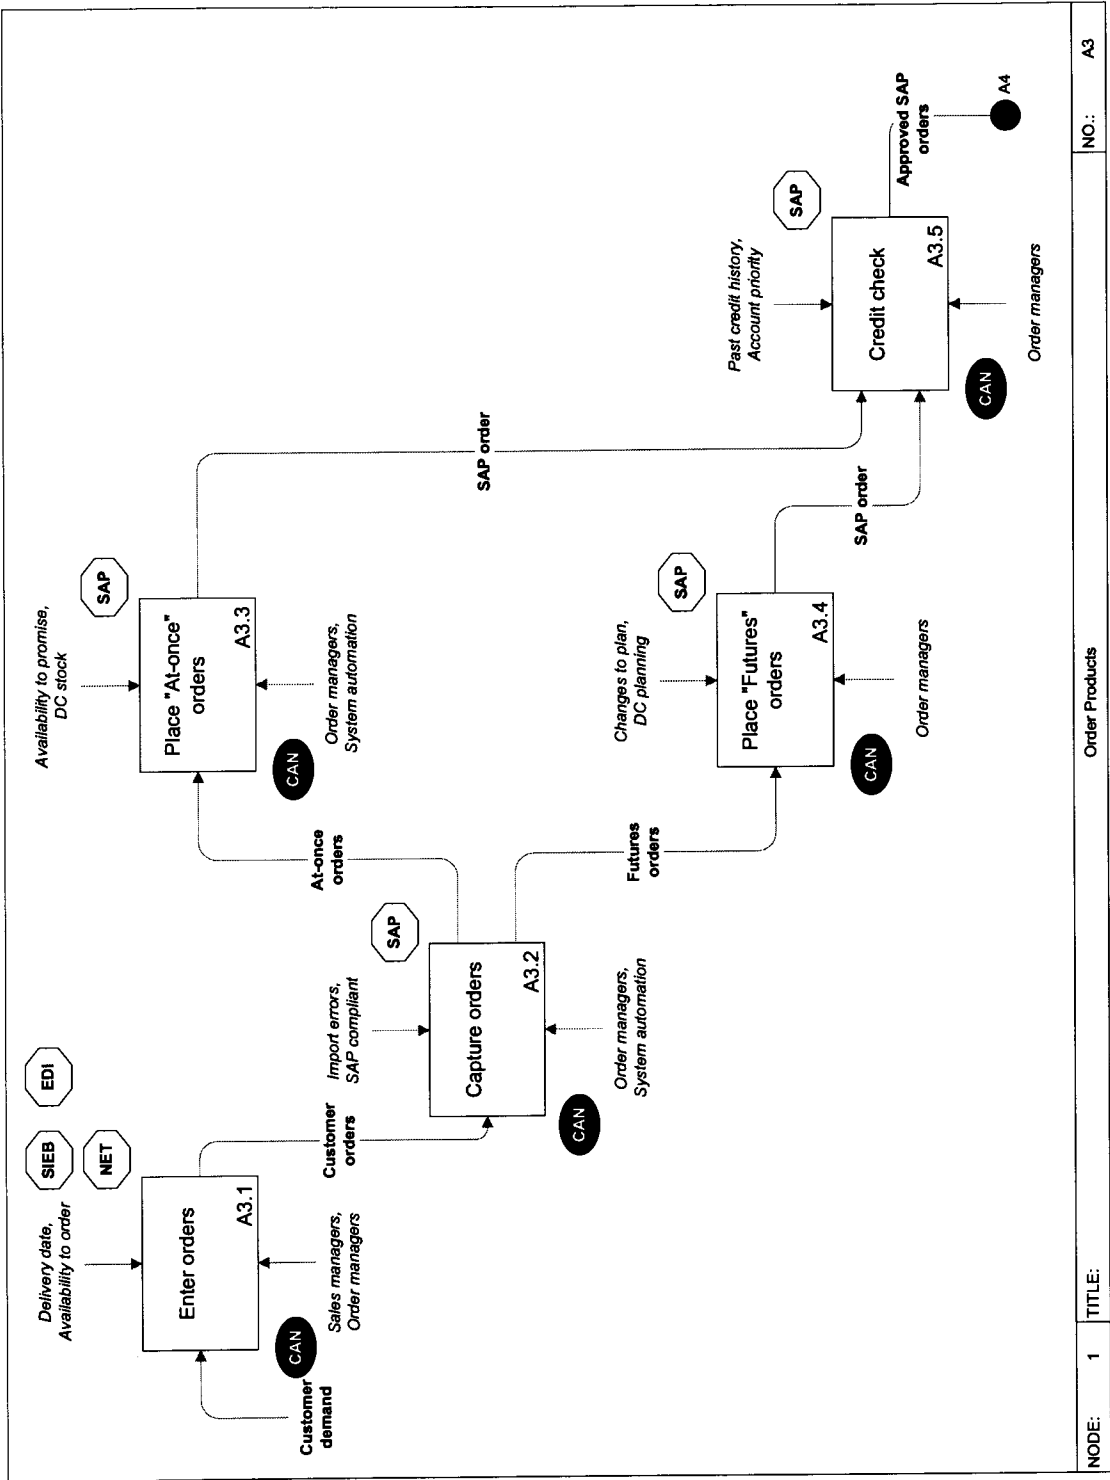 Delivery date,
Availability to order
SIEB
EDI
NET
Enter orders
A3.1
CAN
Sales managers,
Order managers
Customer
demand
Customer
orders
Import errors,
SAP compliant
SAP
Capture orders
A3.2
CAN
Order managers,
System automation
At-once
orders
Futures
orders
Availability to promise,
DC stock
SAP
Place "At-once"
orders
A3.3
CAN
Order managers,
System automation
SAP order
Changes to plan,
DC planning
SAP
Place "Futures"
orders
A3.4
CAN
Order managers
SAP order
Past credit history,
Account priority
SAP
Credit check
A3.5
CAN
Order managers
Approved SAP
orders
A4
NODE: 1
TITLE: Order Products
NO.: A3